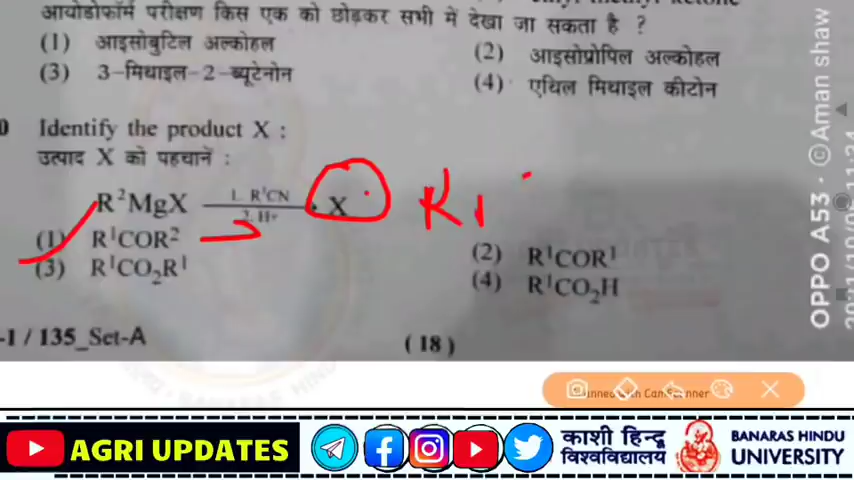 आयोडोफॉर्म परीक्षण किस एक को छोड़कर सभी में देखा जा सकता है ?
(1) आइसोबुटिल अल्कोहल
(2) आइसोप्रोपिल अल्कोहल
(3) 3-मिथाइल-2-ब्यूटेनोन
(4) एथिल मिथाइल कीटोन
0 Identify the product X :
उत्पाद X को पहचानें :
R²MgX 1. R¹CN 2. H⁺ X
(1) R¹COR²
(2) R¹COR¹
(3) R¹CO₂R¹
(4) R¹CO₂H
-1 / 135_Set-A
( 18 )
OPPO A53 · ©Aman shaw
AGRI UPDATES
काशी हिन्दू
विश्वविद्यालय
BANARAS HINDU
UNIVERSITY